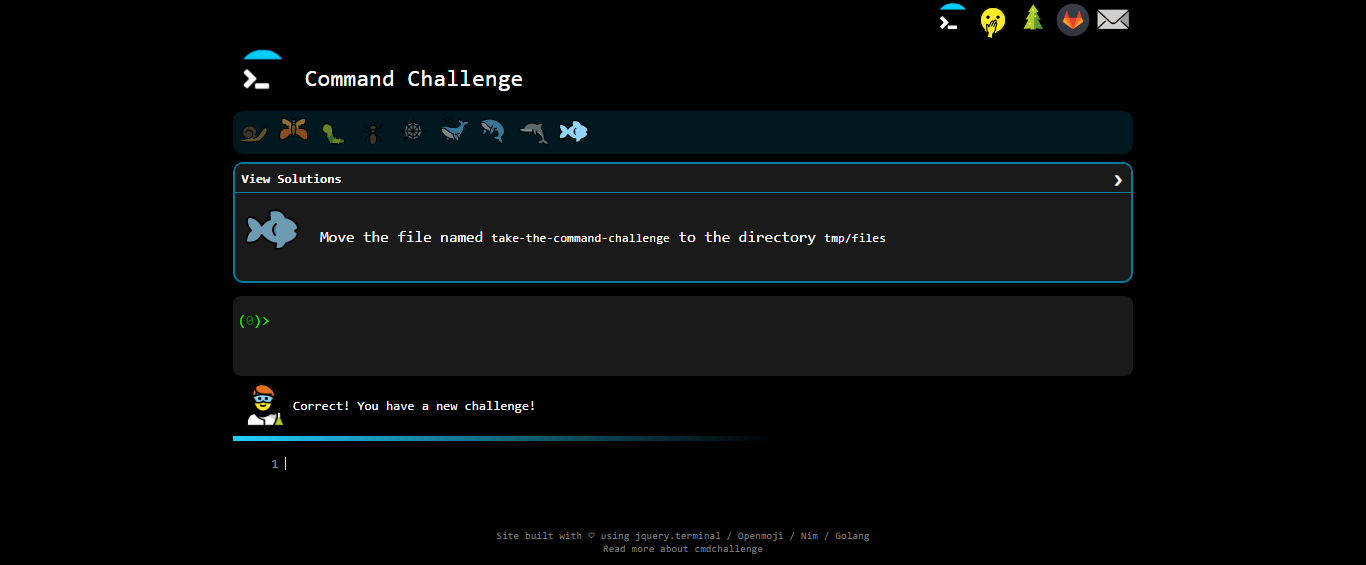 Command Challenge
View Solutions
Move the file named take-the-command-challenge to the directory tmp/files
(0)>
Correct! You have a new challenge!
1
Site built with ♡ using jquery.terminal / Openmoji / Nim / Golang
Read more about cmdchallenge